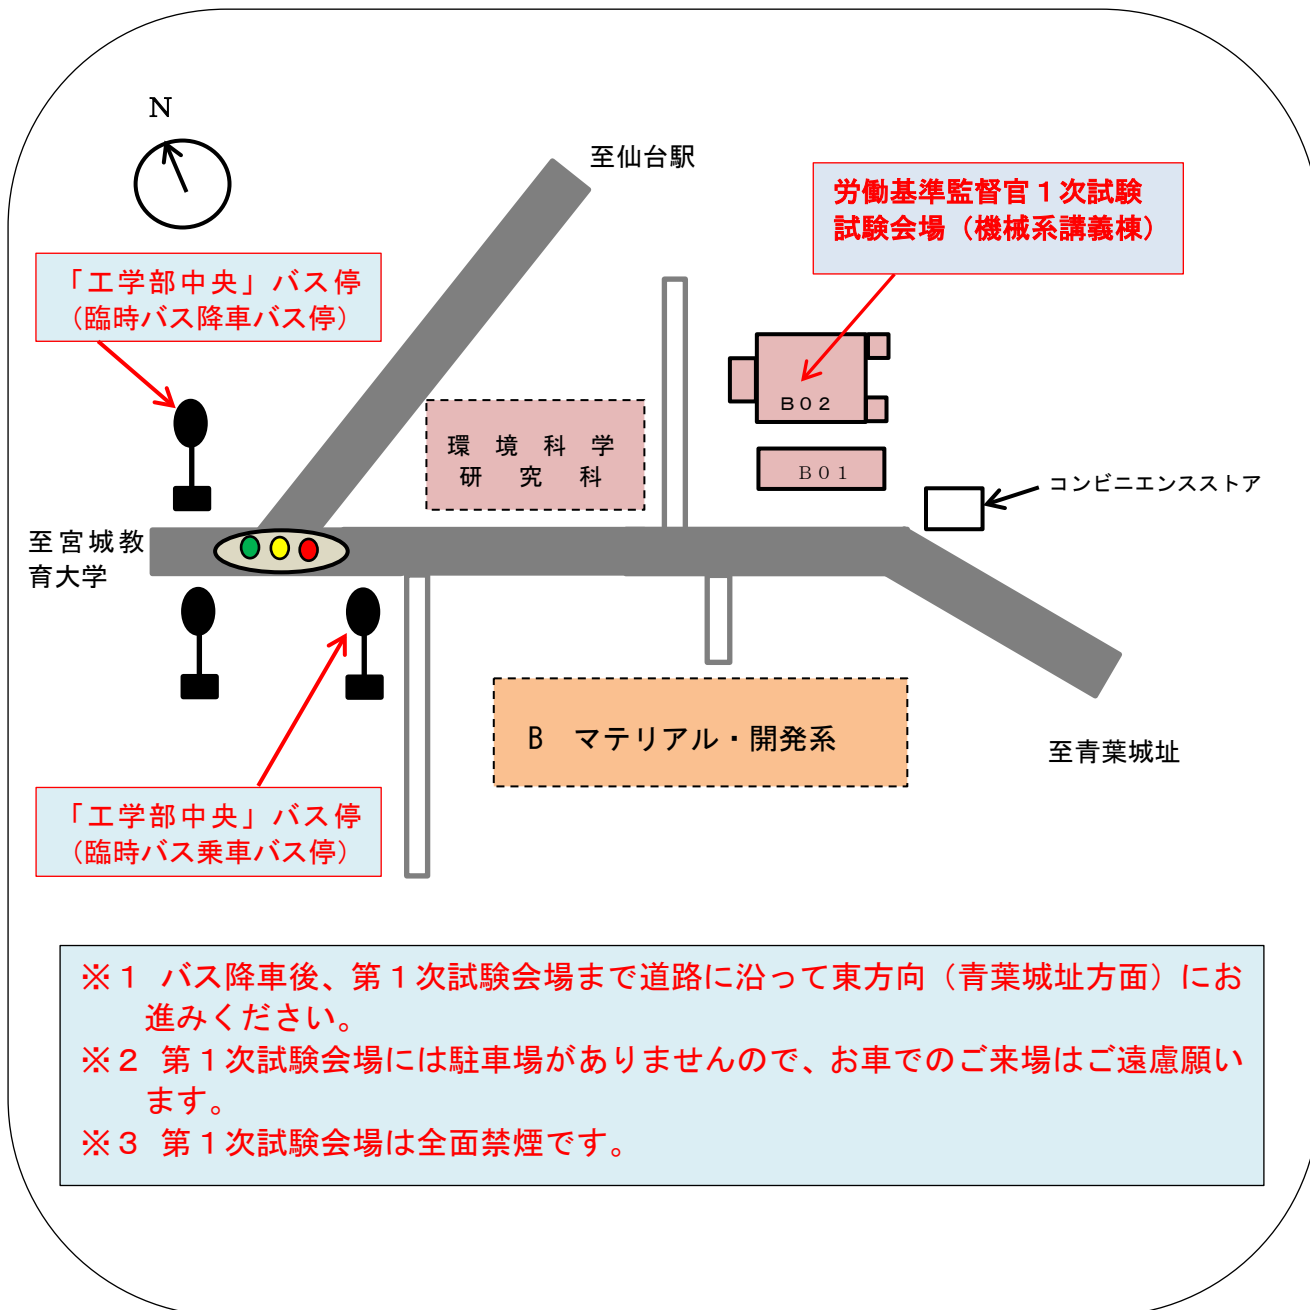 N
至仙台駅
労働基準監督官１次試験
試験会場（機械系講義棟）
「工学部中央」バス停
（臨時バス降車バス停）
Ｂ０２
環　境　科　学
研　究　科
Ｂ０１
コンビニエンスストア
至宮城教
育大学
B　マテリアル・開発系
至青葉城址
「工学部中央」バス停
（臨時バス乗車バス停）
※１　バス降車後、第１次試験会場まで道路に沿って東方向（青葉城址方面）にお
進みください。
※２　第１次試験会場には駐車場がありませんので、お車でのご来場はご遠慮願い
ます。
※３　第１次試験会場は全面禁煙です。